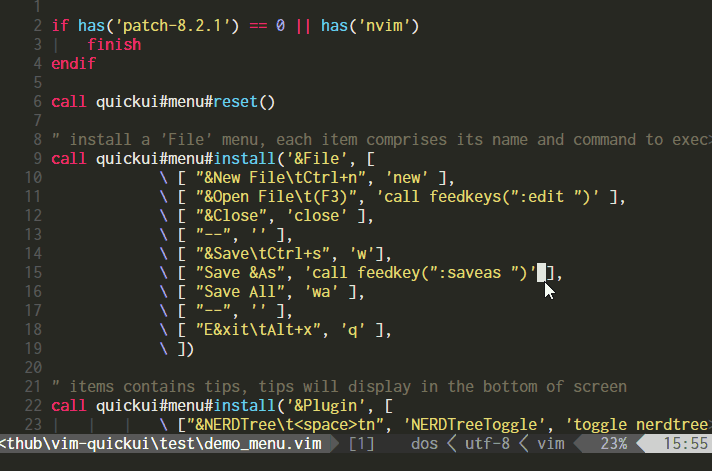 1
2 if has('patch-8.2.1') == 0 || has('nvim')
3 | finish
4 endif
5
6 call quickui#menu#reset()
7
8 " install a 'File' menu, each item comprises its name and command to exec>
9 call quickui#menu#install('&File', [
10 \ [ "&New File\tCtrl+n", 'new' ],
11 \ [ "&Open File\t(F3)", 'call feedkeys(":edit ")' ],
12 \ [ "&Close", 'close' ],
13 \ [ "--", '' ],
14 \ [ "&Save\tCtrl+s", 'w'],
15 \ [ "Save &As", 'call feedkey(":saveas ")' ],
16 \ [ "Save All", 'wa' ],
17 \ [ "--", '' ],
18 \ [ "E&xit\tAlt+x", 'q' ],
19 \ ])
20
21 " items contains tips, tips will display in the bottom of screen
22 call quickui#menu#install('&Plugin', [
23 | | | \ ["&NERDTree\t<space>tn", 'NERDTreeToggle', 'toggle nerdtree>
<thub\vim-quickui\test\demo_menu.vim [1] dos < utf-8 < vim 23% 15:55